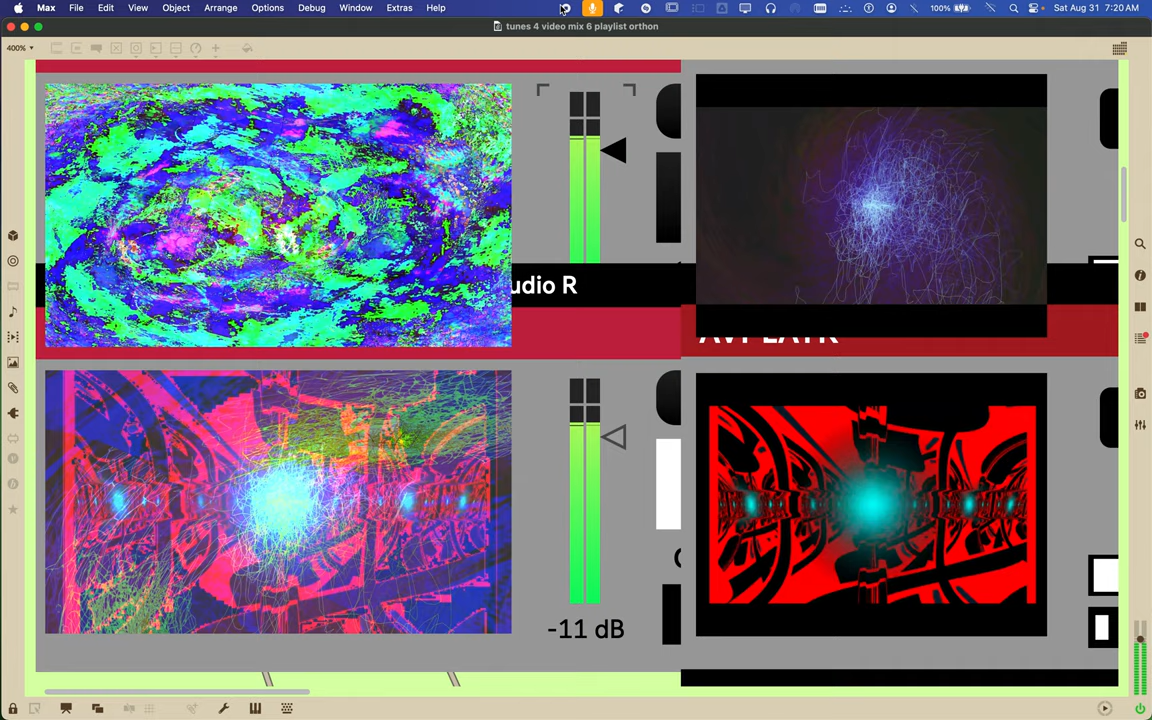 Max File Edit View Object Arrange Options Debug Window Extras Help 100% Sat Aug 31 7:20 AM
tunes 4 video mix 6 playlist orthon
400%
udio R
-11 dB